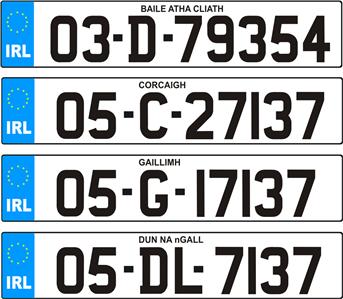 BAILE ATHA CLIATH
IRL 03-D-79354
CORCAIGH
IRL 05-C-27137
GAILLIMH
IRL 05-G-17137
DUN NA nGALL
IRL 05-DL-7137